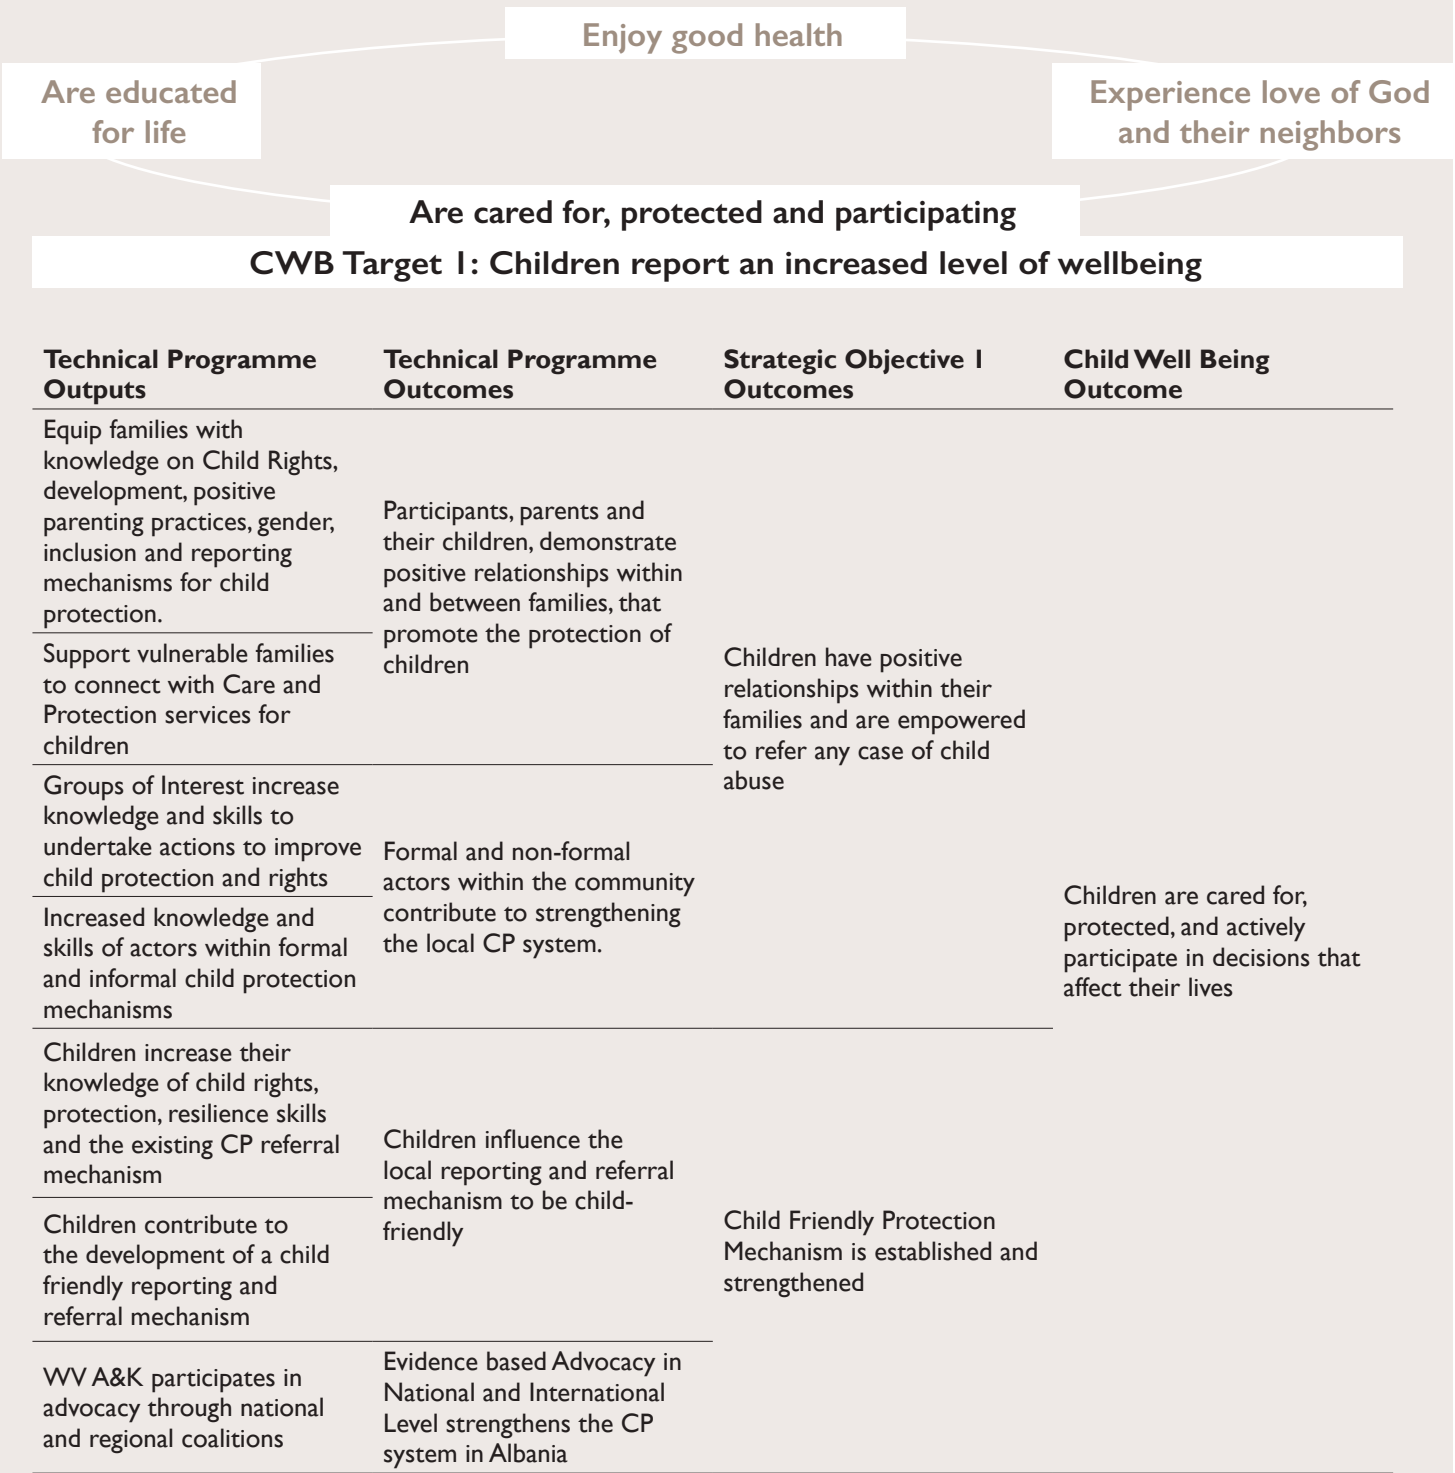 Enjoy good health
Are educated
for life
Experience love of God
and their neighbors
Are cared for, protected and participating
CWB Target 1: Children report an increased level of wellbeing
Technical Programme
Outputs
Technical Programme
Outcomes
Strategic Objective 1
Outcomes
Child Well Being
Outcome
Equip families with
knowledge on Child Rights,
development, positive
parenting practices, gender,
inclusion and reporting
mechanisms for child
protection.
Participants, parents and
their children, demonstrate
positive relationships within
and between families, that
promote the protection of
children
Support vulnerable families
to connect with Care and
Protection services for
children
Children have positive
relationships within their
families and are empowered
to refer any case of child
abuse
Groups of Interest increase
knowledge and skills to
undertake actions to improve
child protection and rights
Formal and non-formal
actors within the community
contribute to strengthening
the local CP system.
Increased knowledge and
skills of actors within formal
and informal child protection
mechanisms
Children are cared for,
protected, and actively
participate in decisions that
affect their lives
Children increase their
knowledge of child rights,
protection, resilience skills
and the existing CP referral
mechanism
Children influence the
local reporting and referral
mechanism to be child-
friendly
Children contribute to
the development of a child
friendly reporting and
referral mechanism
Child Friendly Protection
Mechanism is established and
strengthened
WV A&K participates in
advocacy through national
and regional coalitions
Evidence based Advocacy in
National and International
Level strengthens the CP
system in Albania